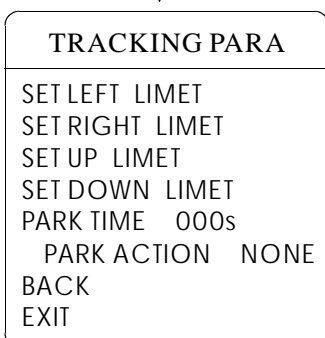 TRACKING PARA
SET LEFT LIMET
SET RIGHT LIMET
SET UP LIMET
SET DOWN LIMET
PARK TIME 000s
PARK ACTION NONE
BACK
EXIT